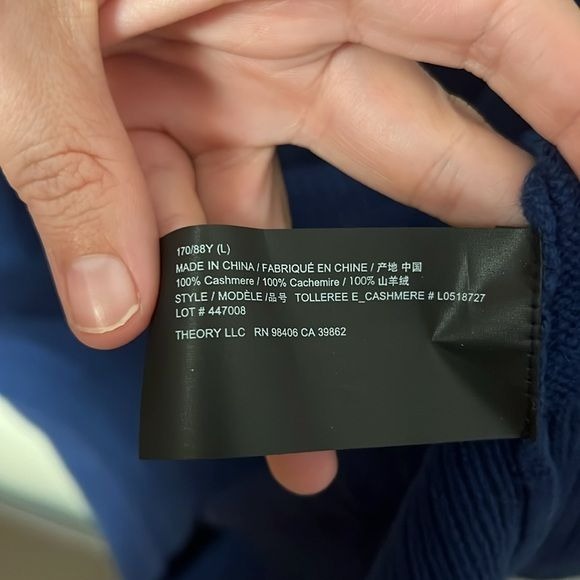 170/88Y (L)
MADE IN CHINA / FABRIQUÉ EN CHINE / 产地 中国
100% Cashmere / 100% Cachemire / 100% 山羊绒
STYLE / MODÈLE /品号 TOLLEREE E_CASHMERE # L0518727
LOT # 447008
THEORY LLC RN 98406 CA 39862